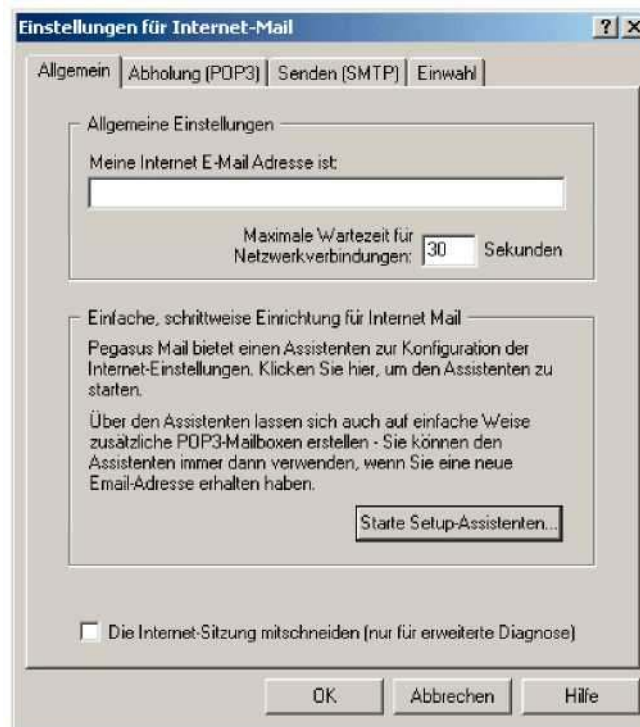 Einstellungen für Internet-Mail
Allgemein
Abholung (POP3)
Senden (SMTP)
Einwahl
Allgemeine Einstellungen
Meine Internet E-Mail Adresse ist:
Maximale Wartezeit für
Netzwerkverbindungen:
30
Sekunden
Einfache, schrittweise Einrichtung für Internet Mail
Pegasus Mail bietet einen Assistenten zur Konfiguration der
Internet-Einstellungen. Klicken Sie hier, um den Assistenten zu
starten.
Über den Assistenten lassen sich auch auf einfache Weise
zusätzliche POP3-Mailboxen erstellen - Sie können den
Assistenten immer dann verwenden, wenn Sie eine neue
Email-Adresse erhalten haben.
Starte Setup-Assistenten...
Die Internet-Sitzung mitschneiden (nur für erweiterte Diagnose)
OK
Abbrechen
Hilfe